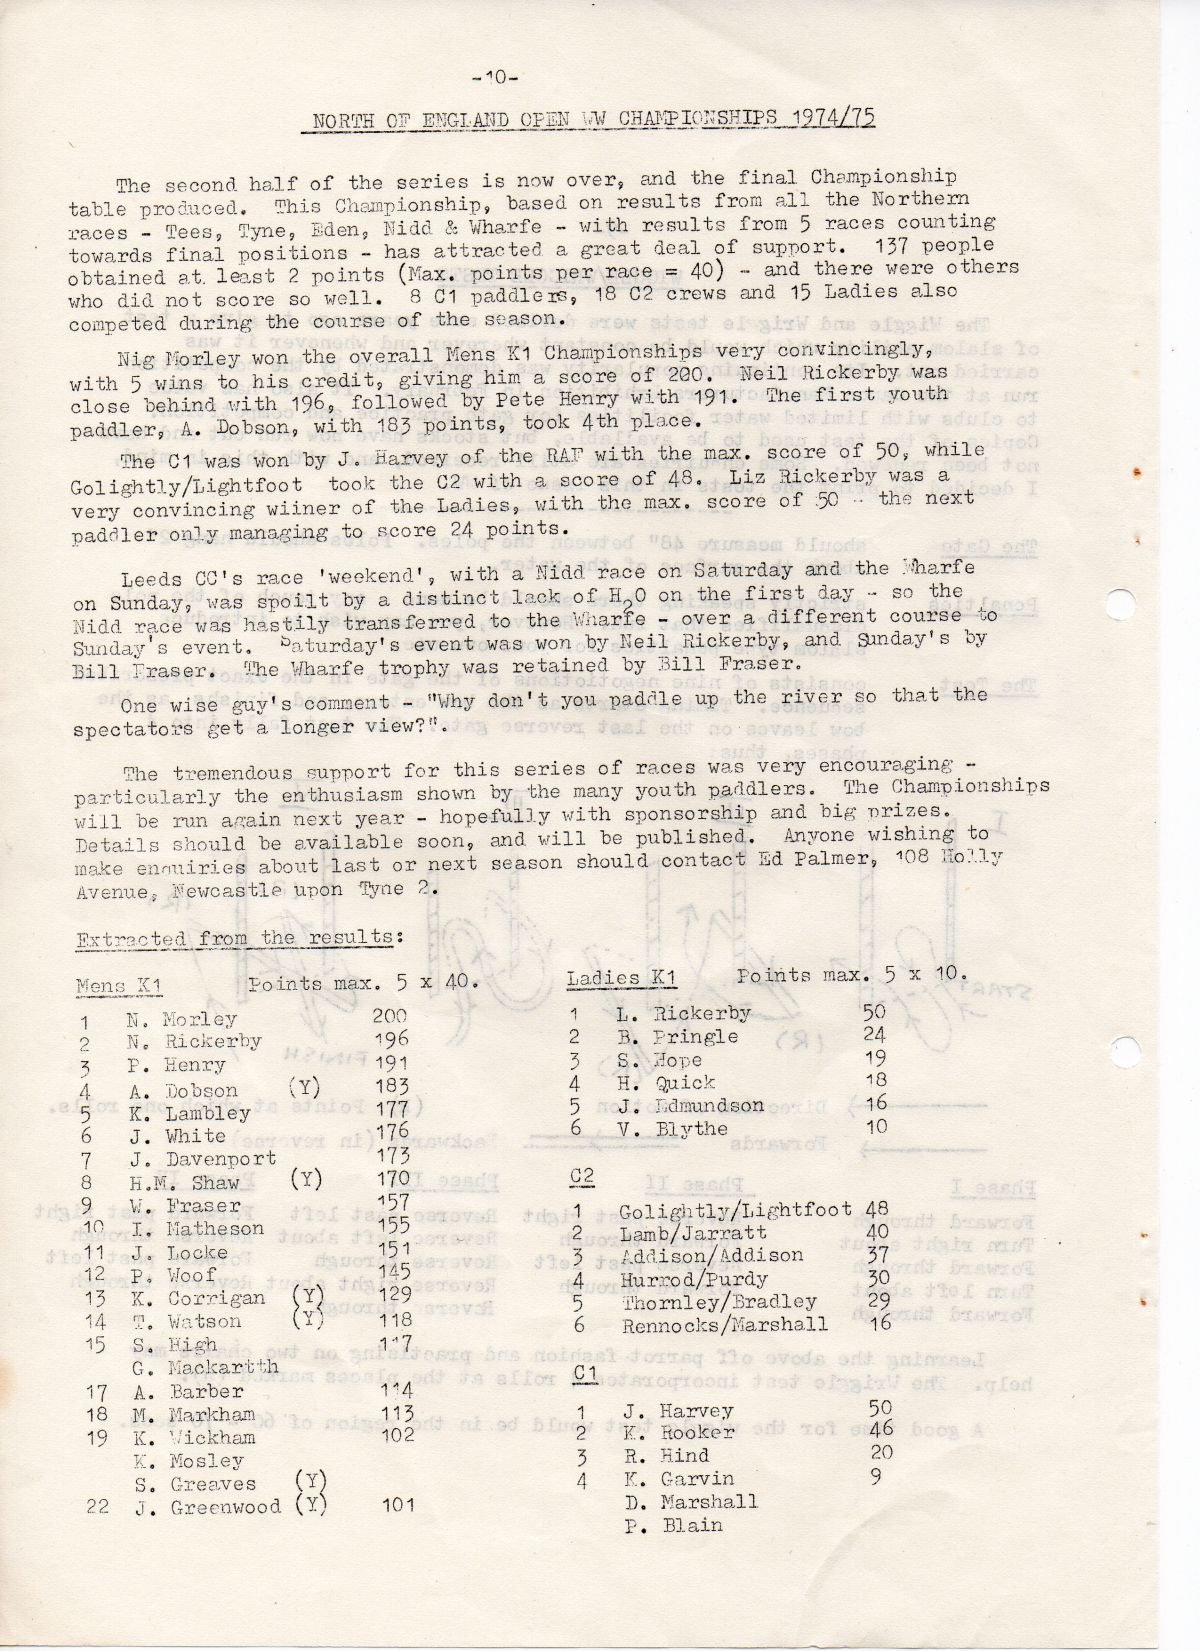 -10-
NORTH OF ENGLAND OPEN WW CHAMPIONSHIPS 1974/75
The second half of the series is now over, and the final Championship
table produced. This Championship, based on results from all the Northern
races - Tees, Tyne, Eden, Nidd & Wharfe - with results from 5 races counting
towards final positions - has attracted a great deal of support. 137 people
obtained at least 2 points (Max. points per race = 40) - and there were others
who did not score so well. 8 C1 paddlers, 18 C2 crews and 15 Ladies also
competed during the course of the season.
Nig Morley won the overall Mens K1 Championships very convincingly,
with 5 wins to his credit, giving him a score of 200. Neil Rickerby was
close behind with 196, followed by Pete Henry with 191. The first youth
paddler, A. Dobson, with 183 points, took 4th place.
The C1 was won by J. Harvey of the RAF with the max. score of 50, while
Golightly/Lightfoot took the C2 with a score of 48. Liz Rickerby was a
very convincing wiiner of the Ladies, with the max. score of 50 - the next
paddler only managing to score 24 points.
Leeds CC's race 'weekend', with a Nidd race on Saturday and the Wharfe
on Sunday, was spoilt by a distinct lack of H2O on the first day - so the
Nidd race was hastily transferred to the Wharfe - over a different course to
Sunday's event. Saturday's event was won by Neil Rickerby, and Sunday's by
Bill Fraser. The Wharfe trophy was retained by Bill Fraser.
One wise guy's comment - "Why don't you paddle up the river so that the
spectators get a longer view?".
The tremendous support for this series of races was very encouraging -
particularly the enthusiasm shown by the many youth paddlers. The Championships
will be run again next year - hopefully with sponsorship and big prizes.
Details should be available soon, and will be published. Anyone wishing to
make enquiries about last or next season should contact Ed Palmer, 108 Holly
Avenue, Newcastle upon Tyne 2.
Extracted from the results:
Mens K1 Points max. 5 x 40.
1 N. Morley 200
2 N. Rickerby 196
3 P. Henry 191
4 A. Dobson (Y) 183
5 K. Lambley 177
6 J. White 176
7 J. Davenport 173
8 H.M. Shaw (Y) 170
9 W. Fraser 157
10 I. Matheson 155
11 J. Locke 151
12 P. Woof 145
13 K. Corrigan (Y) 129
14 T. Watson (Y) 118
15 S. High 117
G. Mackartth
17 A. Barber 114
18 M. Markham 113
19 K. Wickham 102
K. Mosley
S. Greaves (Y)
22 J. Greenwood (Y) 101
Ladies K1 Points max. 5 x 10.
1 L. Rickerby 50
2 B. Pringle 24
3 S. Hope 19
4 H. Quick 18
5 J. Edmundson 16
6 V. Blythe 10
C2
1 Golightly/Lightfoot 48
2 Lamb/Jarratt 40
3 Addison/Addison 37
4 Hurrod/Purdy 30
5 Thornley/Bradley 29
6 Rennocks/Marshall 16
C1
1 J. Harvey 50
2 K. Rooker 46
3 R. Hind 20
4 K. Garvin 9
D. Marshall
P. Blain